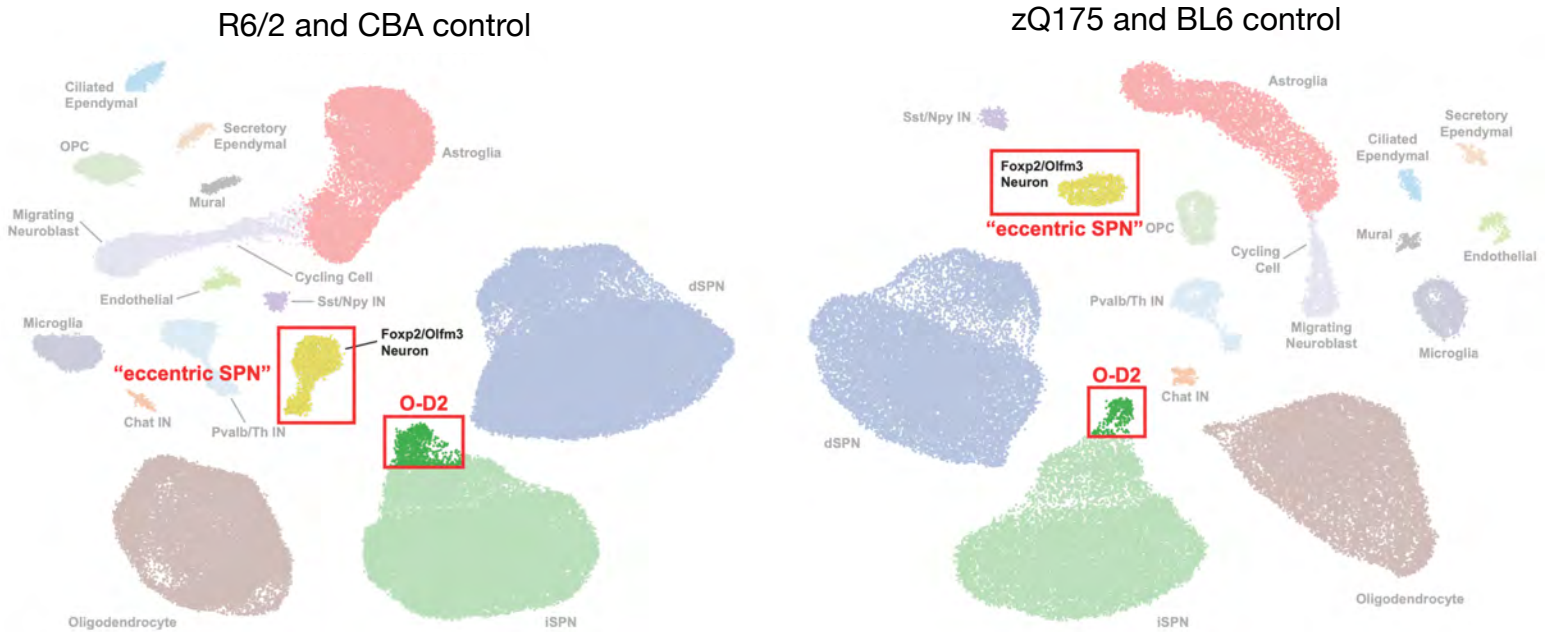 R6/2 and CBA control
Ciliated
Ependymal
Secretory
Ependymal
OPC
Astroglia
Mural
Migrating
Neuroblast
Cycling Cell
Endothelial
Sst/Npy IN
dSPN
Microglia
Foxp2/Olfm3
Neuron
"eccentric SPN"
O-D2
Chat IN
Pvalb/Th IN
Oligodendrocyte
iSPN
zQ175 and BL6 control
Astroglia
Sst/Npy IN
Secretory
Ependymal
Ciliated
Ependymal
Foxp2/Olfm3
Neuron
"eccentric SPN"
OPC
Cycling
Cell
Mural
Endothelial
Pvalb/Th IN
Migrating
Neuroblast
Microglia
O-D2
Chat IN
dSPN
Oligodendrocyte
iSPN